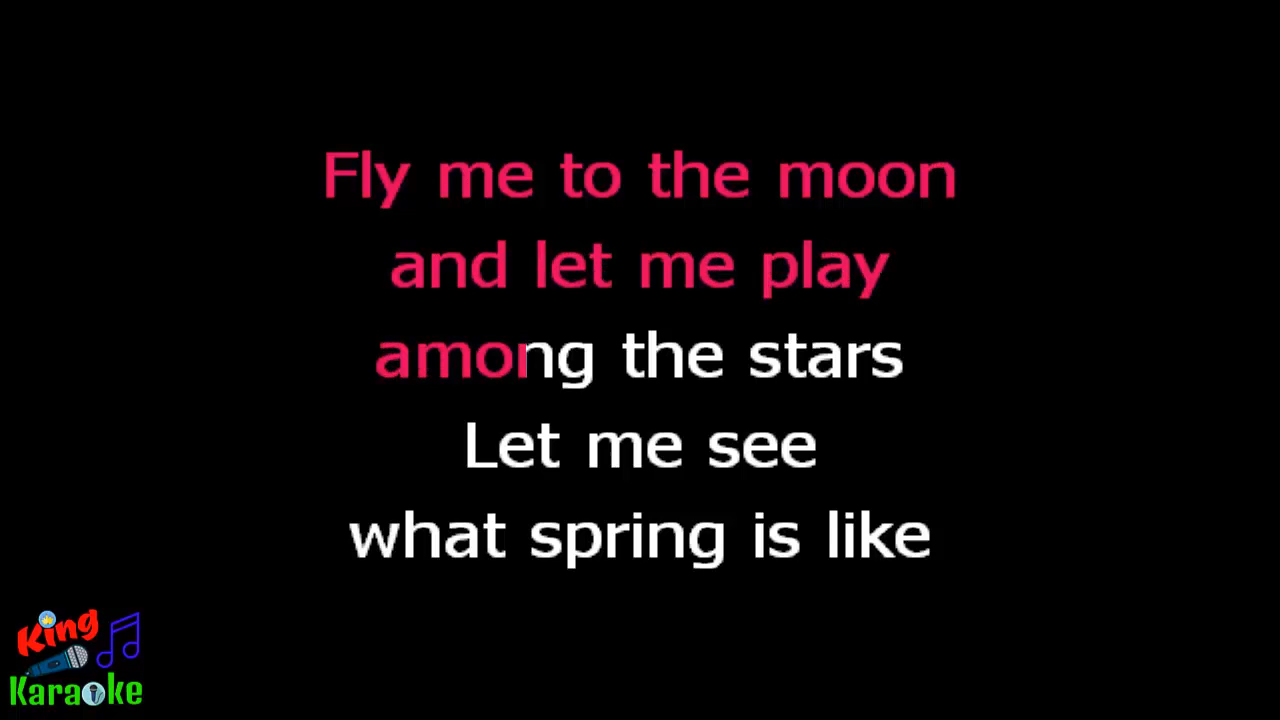 Fly me to the moon
and let me play
among the stars
Let me see
what spring is like
King
Karaoke